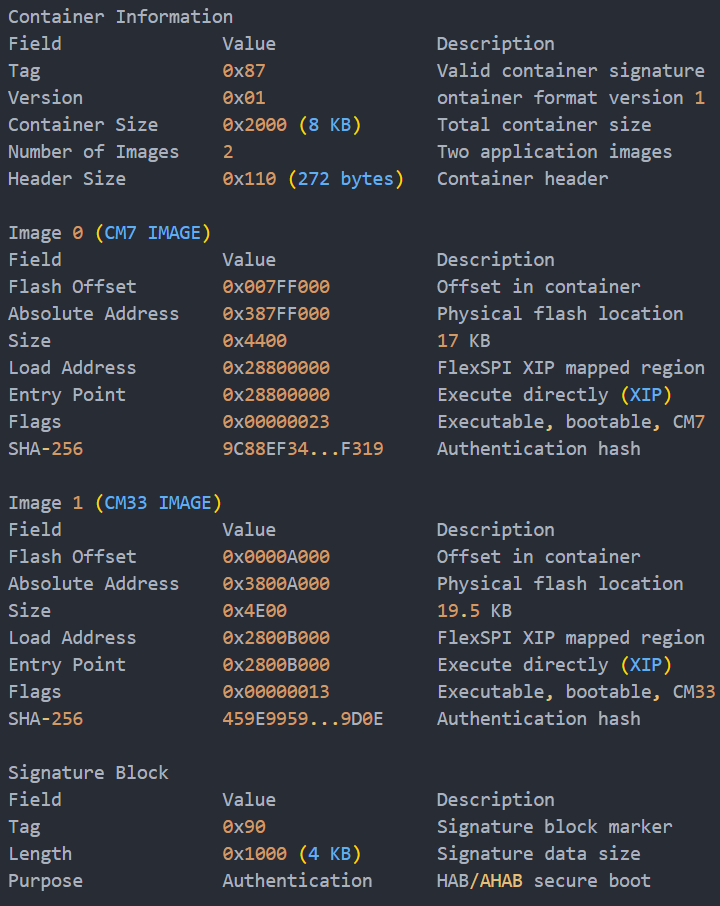 Container Information
Field Value Description
Tag 0x87 Valid container signature
Version 0x01 ontainer format version 1
Container Size 0x2000 (8 KB) Total container size
Number of Images 2 Two application images
Header Size 0x110 (272 bytes) Container header
Image 0 (CM7 IMAGE)
Field Value Description
Flash Offset 0x007FF000 Offset in container
Absolute Address 0x387FF000 Physical flash location
Size 0x4400 17 KB
Load Address 0x28800000 FlexSPI XIP mapped region
Entry Point 0x28800000 Execute directly (XIP)
Flags 0x00000023 Executable, bootable, CM7
SHA-256 9C88EF34...F319 Authentication hash
Image 1 (CM33 IMAGE)
Field Value Description
Flash Offset 0x0000A000 Offset in container
Absolute Address 0x3800A000 Physical flash location
Size 0x4E00 19.5 KB
Load Address 0x2800B000 FlexSPI XIP mapped region
Entry Point 0x2800B000 Execute directly (XIP)
Flags 0x00000013 Executable, bootable, CM33
SHA-256 459E9959...9D0E Authentication hash
Signature Block
Field Value Description
Tag 0x90 Signature block marker
Length 0x1000 (4 KB) Signature data size
Purpose Authentication HAB/AHAB secure boot